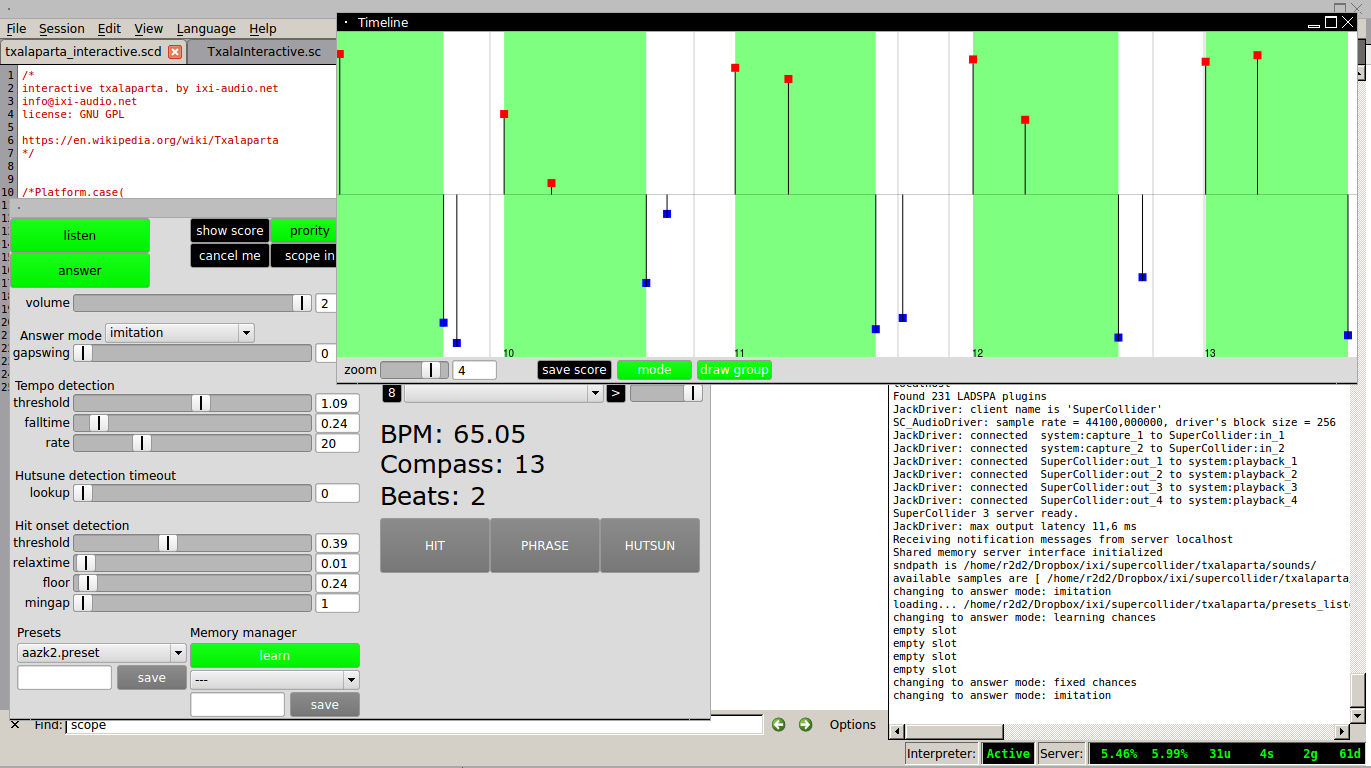 File Session Edit View Language Help
Timeline
txalaparta_interactive.scd
TxalaInteractive.sc
1 /*
2 interactive txalaparta. by ixi-audio.net
3 info@ixi-audio.net
4 license: GNU GPL
5
6 https://en.wikipedia.org/wiki/Txalaparta
7 */
8
9
10 /*Platform.case(
10 11 12 13
zoom 4 save score mode draw group
listen show score prority
answer cancel me scope in
volume 2
Answer mode imitation
gapswing 0
Tempo detection
threshold 1.09
falltime 0.24
rate 20
Hutsune detection timeout
lookup 0
Hit onset detection
threshold 0.39
relaxtime 0.01
floor 0.24
mingap 1
Presets Memory manager
aazk2.preset learn
save ---
save
8 >
BPM: 65.05
Compass: 13
Beats: 2
HIT PHRASE HUTSUN
localhost
Found 231 LADSPA plugins
JackDriver: client name is 'SuperCollider'
SC_AudioDriver: sample rate = 44100,000000, driver's block size = 256
JackDriver: connected  system:capture_1 to SuperCollider:in_1
JackDriver: connected  system:capture_2 to SuperCollider:in_2
JackDriver: connected  SuperCollider:out_1 to system:playback_1
JackDriver: connected  SuperCollider:out_2 to system:playback_2
JackDriver: connected  SuperCollider:out_3 to system:playback_3
JackDriver: connected  SuperCollider:out_4 to system:playback_4
SuperCollider 3 server ready.
JackDriver: max output latency 11,6 ms
Receiving notification messages from server localhost
Shared memory server interface initialized
sndpath is /home/r2d2/Dropbox/ixi/supercollider/txalaparta/sounds/
available samples are [ /home/r2d2/Dropbox/ixi/supercollider/txalaparta
changing to answer mode: imitation
loading... /home/r2d2/Dropbox/ixi/supercollider/txalaparta/presets_list
changing to answer mode: learning chances
empty slot
empty slot
empty slot
empty slot
changing to answer mode: fixed chances
changing to answer mode: imitation
Find: scope Options
Interpreter: Active Server: 5.46% 5.99% 31u 4s 2g 61d